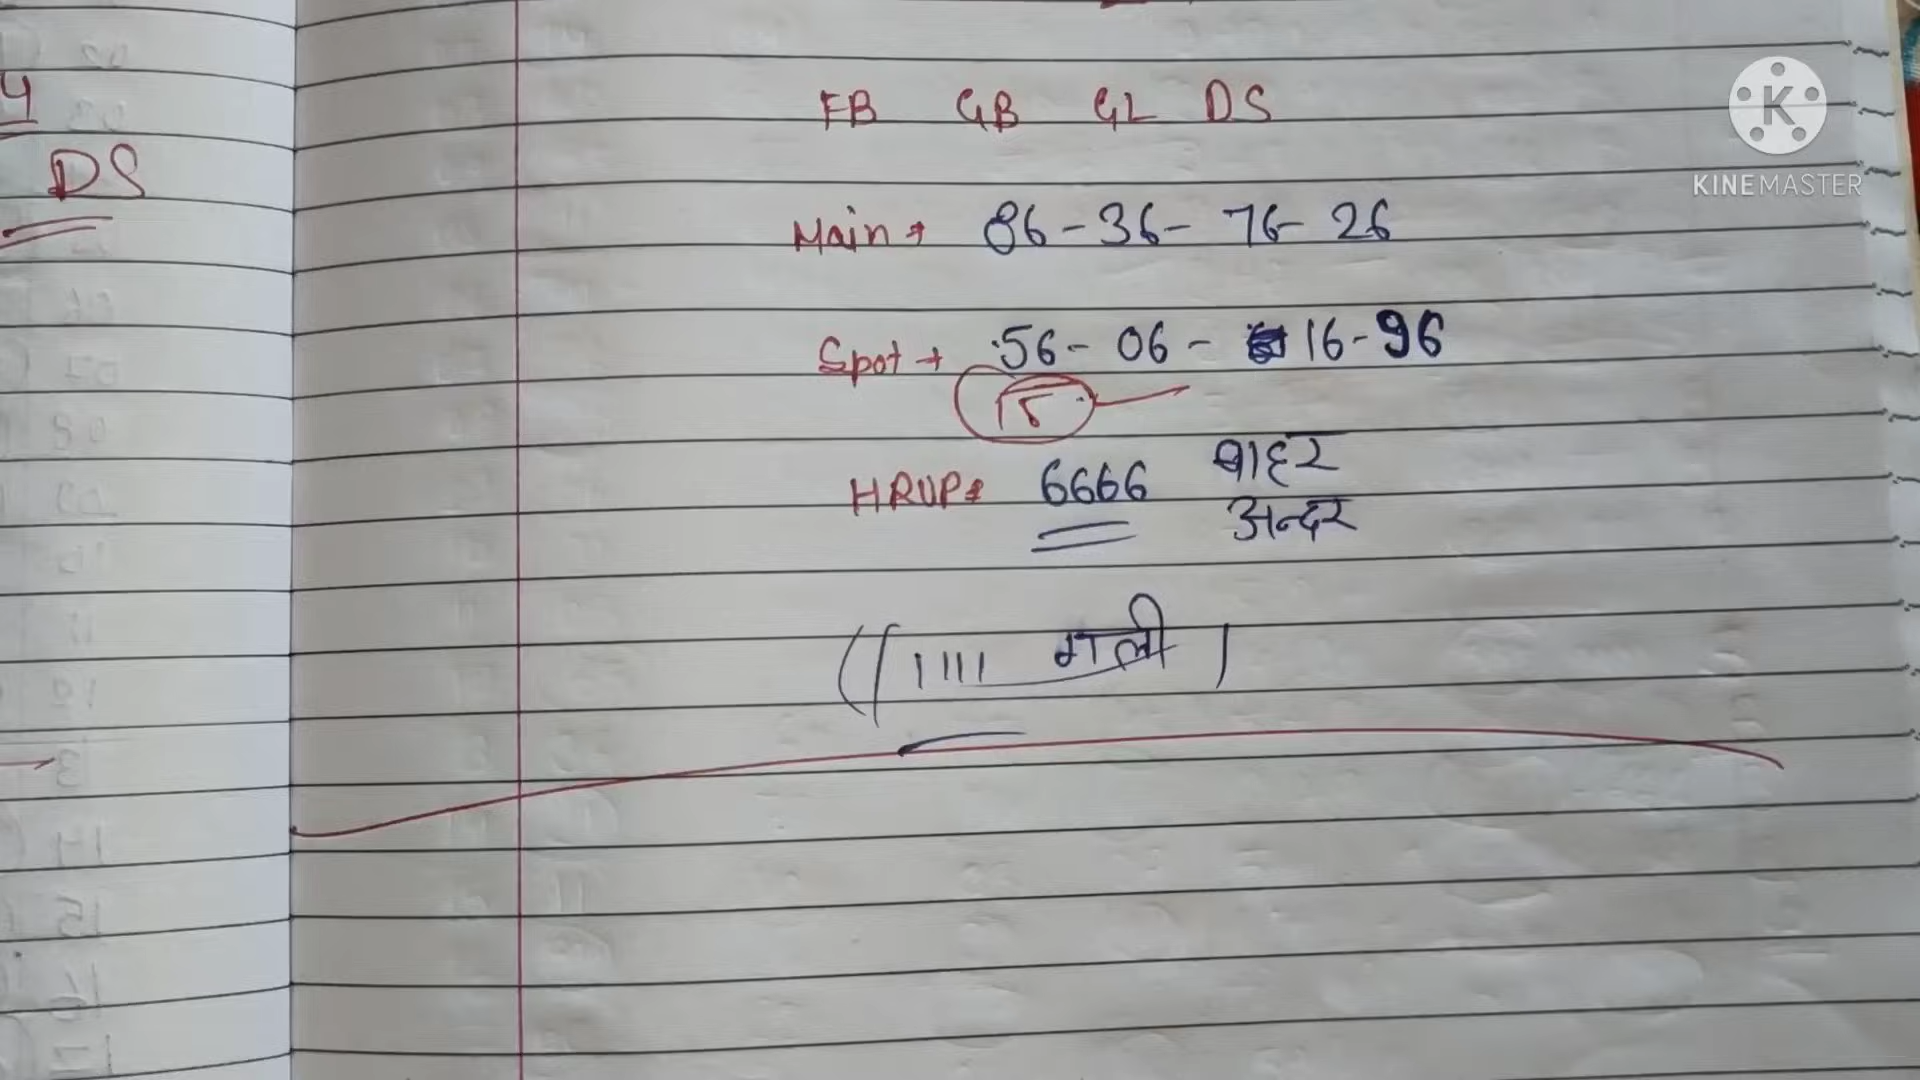 4
DS
FB GB GL DS
KINEMASTER
Main → 86-36-76-26
Spot → 56-06-16-96
15
HRUP 6666 बाहर
अन्दर
1111 गली